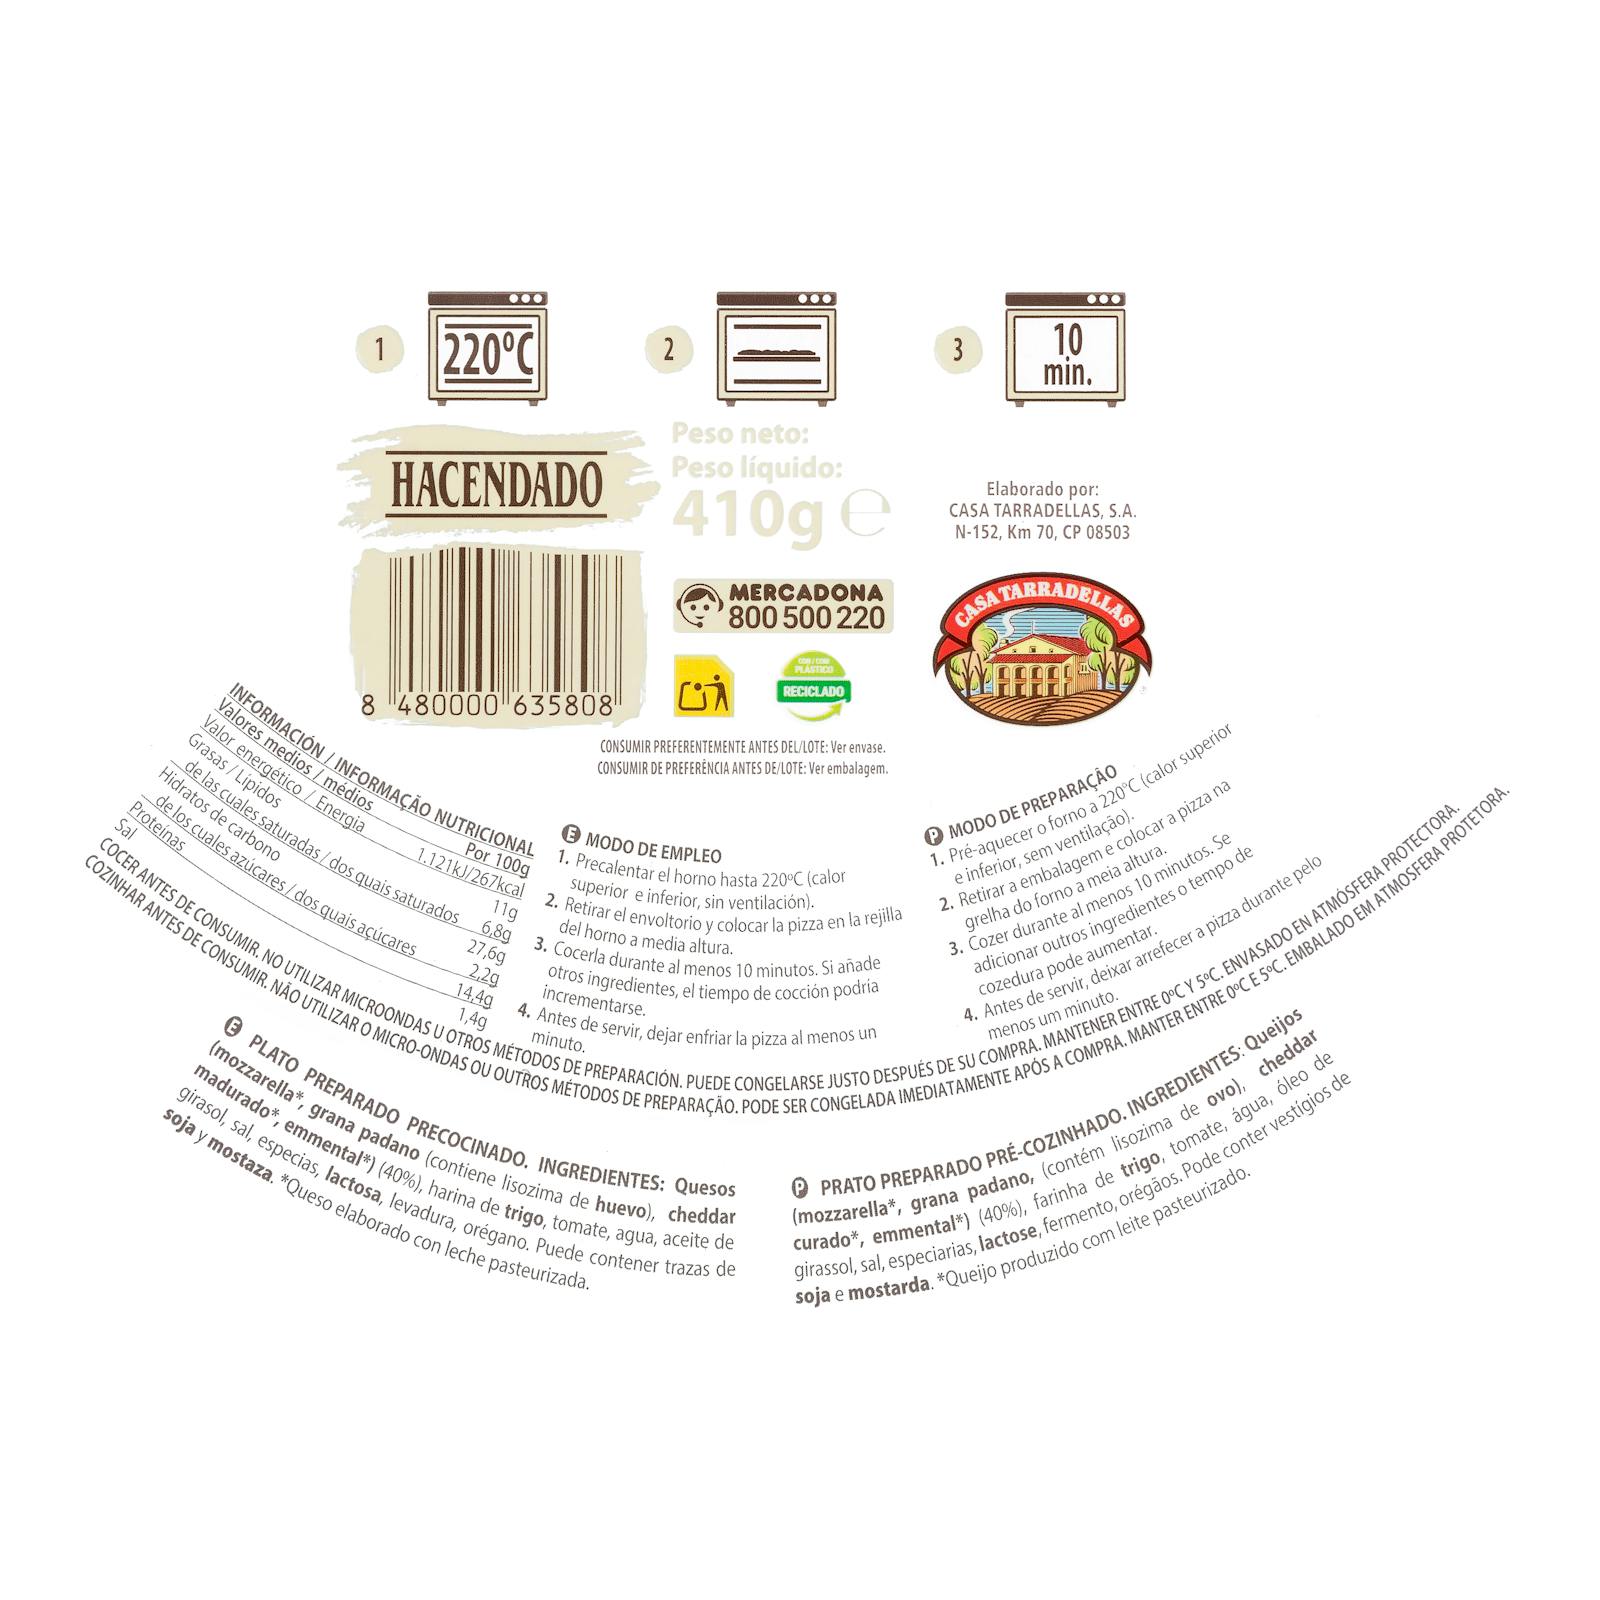 1
220ºC
2
3
10
min.
HACENDADO
Peso neto:
Peso líquido:
410g ℮
Elaborado por:
CASA TARRADELLAS, S.A.
N-152, Km 70, CP 08503
MERCADONA
800 500 220
CASA TARRADELLAS
CON / COM
PLÁSTICO
RECICLADO
8 480000 635808
CONSUMIR PREFERENTEMENTE ANTES DEL/LOTE: Ver envase.
CONSUMIR DE PREFERÊNCIA ANTES DE/LOTE: Ver embalagem.
INFORMACIÓN / INFORMAÇÃO NUTRICIONAL
Valores medios / médios Por 100g
Valor energético / Energia 1.121kJ/267kcal
Grasas / Lípidos 11g
de las cuales saturadas / dos quais saturados 6,8g
Hidratos de carbono 27,6g
de los cuales azúcares / dos quais açúcares 2,2g
Proteínas 14,4g
Sal 1,4g
E MODO DE EMPLEO
1. Precalentar el horno hasta 220ºC (calor
superior e inferior, sin ventilación).
2. Retirar el envoltorio y colocar la pizza en la rejilla
del horno a media altura.
3. Cocerla durante al menos 10 minutos. Si añade
otros ingredientes, el tiempo de cocción podría
incrementarse.
4. Antes de servir, dejar enfriar la pizza al menos un
minuto.
P MODO DE PREPARAÇÃO
1. Pré-aquecer o forno a 220ºC (calor superior
e inferior, sem ventilação).
2. Retirar a embalagem e colocar a pizza na
grelha do forno a meia altura.
3. Cozer durante al menos 10 minutos. Se
adicionar outros ingredientes o tempo de
cozedura pode aumentar.
4. Antes de servir, deixar arrefecer a pizza durante pelo
menos um minuto.
COCER ANTES DE CONSUMIR. NO UTILIZAR MICROONDAS U OTROS MÉTODOS DE PREPARACIÓN. PUEDE CONGELARSE JUSTO DESPUÉS DE SU COMPRA. MANTENER ENTRE 0ºC Y 5ºC. ENVASADO EN ATMÓSFERA PROTECTORA.
COZINHAR ANTES DE CONSUMIR. NÃO UTILIZAR O MICRO-ONDAS OU OUTROS MÉTODOS DE PREPARAÇÃO. PODE SER CONGELADA IMEDIATAMENTE APÓS A COMPRA. MANTER ENTRE 0ºC E 5ºC. EMBALADO EM ATMOSFERA PROTETORA.
E PLATO PREPARADO PRECOCINADO. INGREDIENTES: Quesos
(mozzarella*, grana padano (contiene lisozima de huevo), cheddar
madurado*, emmental*) (40%), harina de trigo, tomate, agua, aceite de
girasol, sal, especias, lactosa, levadura, orégano. Puede contener trazas de
soja y mostaza. *Queso elaborado con leche pasteurizada.
P PRATO PREPARADO PRÉ-COZINHADO. INGREDIENTES: Queijos
(mozzarella*, grana padano, (contém lisozima de ovo), cheddar
curado*, emmental*) (40%), farinha de trigo, tomate, água, óleo de
girassol, sal, especiarias, lactose, fermento, orégãos. Pode conter vestígios de
soja e mostarda. *Queijo produzido com leite pasteurizado.